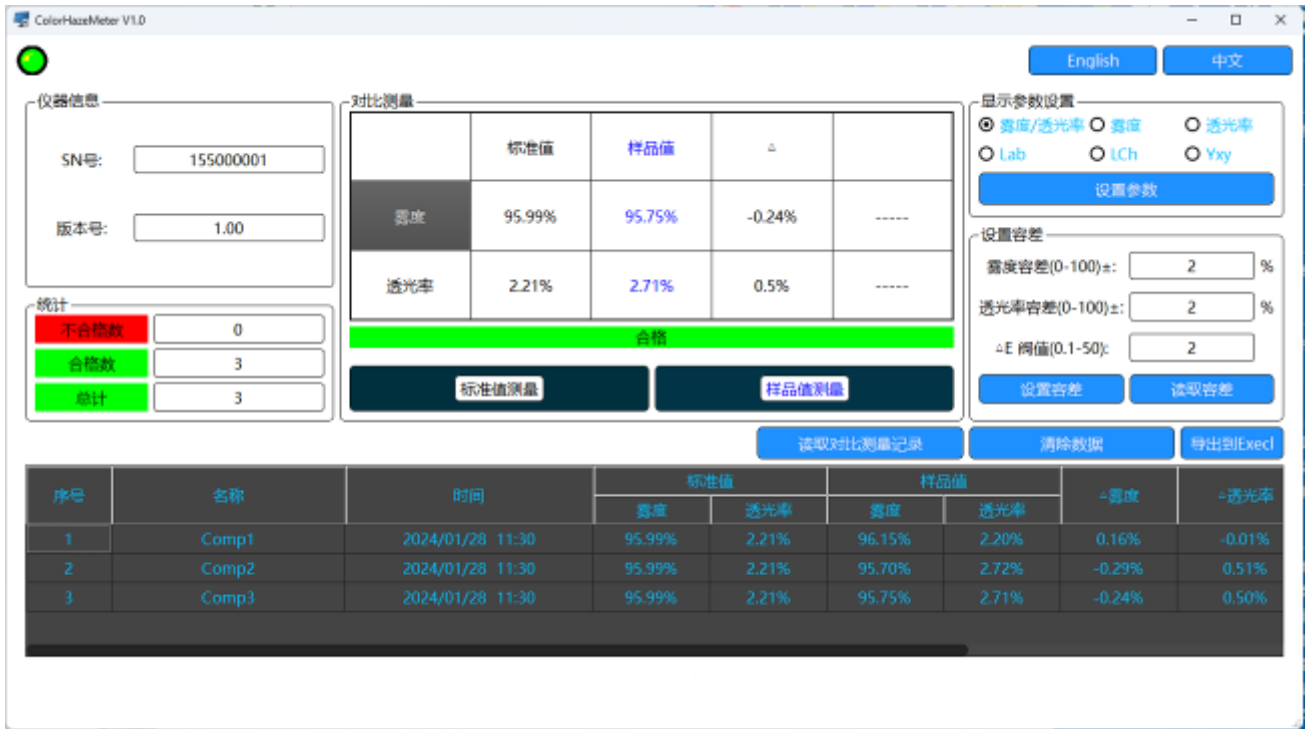 ColorHazeMeter V1.0
English 中文
仪器信息
SN号: 155000001
版本号: 1.00
统计
不合格数 0
合格数 3
总计 3
对比测量
标准值 样品值 △
雾度 95.99% 95.75% -0.24% -----
透光率 2.21% 2.71% 0.5% -----
合格
标准值测量 样品值测量
显示参数设置
雾度/透光率 雾度 透光率
Lab LCh Yxy
设置参数
设置容差
雾度容差(0-100)±: 2 %
透光率容差(0-100)±: 2 %
△E 阀值(0.1-50): 2
设置容差 读取容差
读取对比测量记录 清除数据 导出到Execl
序号 名称 时间 标准值 样品值 △雾度 △透光率
雾度 透光率 雾度 透光率
1 Comp1 2024/01/28 11:30 95.99% 2.21% 96.15% 2.20% 0.16% -0.01%
2 Comp2 2024/01/28 11:30 95.99% 2.21% 95.70% 2.72% -0.29% 0.51%
3 Comp3 2024/01/28 11:30 95.99% 2.21% 95.75% 2.71% -0.24% 0.50%